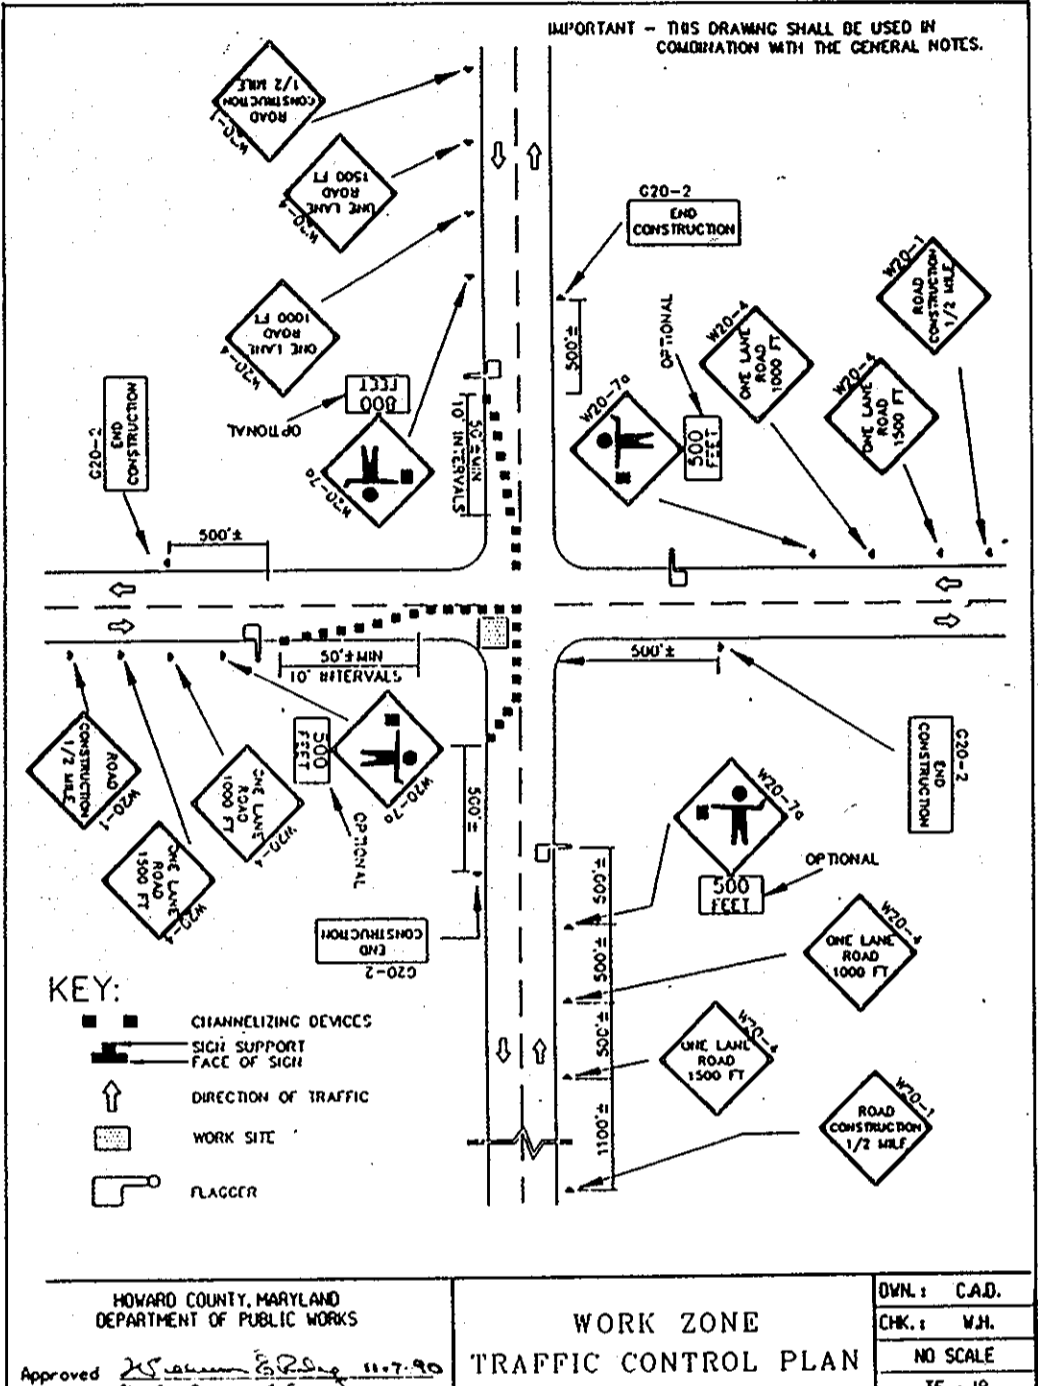 IMPORTANT - THIS DRAWING SHALL BE USED IN
COMBINATION WITH THE GENERAL NOTES.
ROAD
CONSTRUCTION
1/2 MILE
W20-1
ONE LANE
ROAD
1500 FT
W20-4
ONE LANE
ROAD
1000 FT
W20-4
800
FEET
OPTIONAL
W20-7a
50'±MIN
10' INTERVALS
G20-2
END
CONSTRUCTION
500'±
G20-2
END
CONSTRUCTION
500'±
OPTIONAL
W20-7a
500
FEET
W20-4
ONE LANE
ROAD
1000 FT
W20-4
ONE LANE
ROAD
1500 FT
W20-1
ROAD
CONSTRUCTION
1/2 MILE
50'±MIN
10' INTERVALS
500'±
ROAD
CONSTRUCTION
1/2 MILE
W20-1
ONE LANE
ROAD
1500 FT
W20-4
ONE LANE
ROAD
1000 FT
W20-4
500
FEET
OPTIONAL
W20-7a
500'±
END
CONSTRUCTION
G20-2
G20-2
END
CONSTRUCTION
W20-7a
500
FEET
OPTIONAL
500'±
500'±
500'±
1100'±
W20-4
ONE LANE
ROAD
1000 FT
W20-4
ONE LANE
ROAD
1500 FT
W20-1
ROAD
CONSTRUCTION
1/2 MILE
KEY:
CHANNELIZING DEVICES
SIGN SUPPORT
FACE OF SIGN
DIRECTION OF TRAFFIC
WORK SITE
FLAGGER
HOWARD COUNTY, MARYLAND
DEPARTMENT OF PUBLIC WORKS
Approved 11-7-90
WORK ZONE
TRAFFIC CONTROL PLAN
DWN.: C.A.D.
CHK.: W.H.
NO SCALE